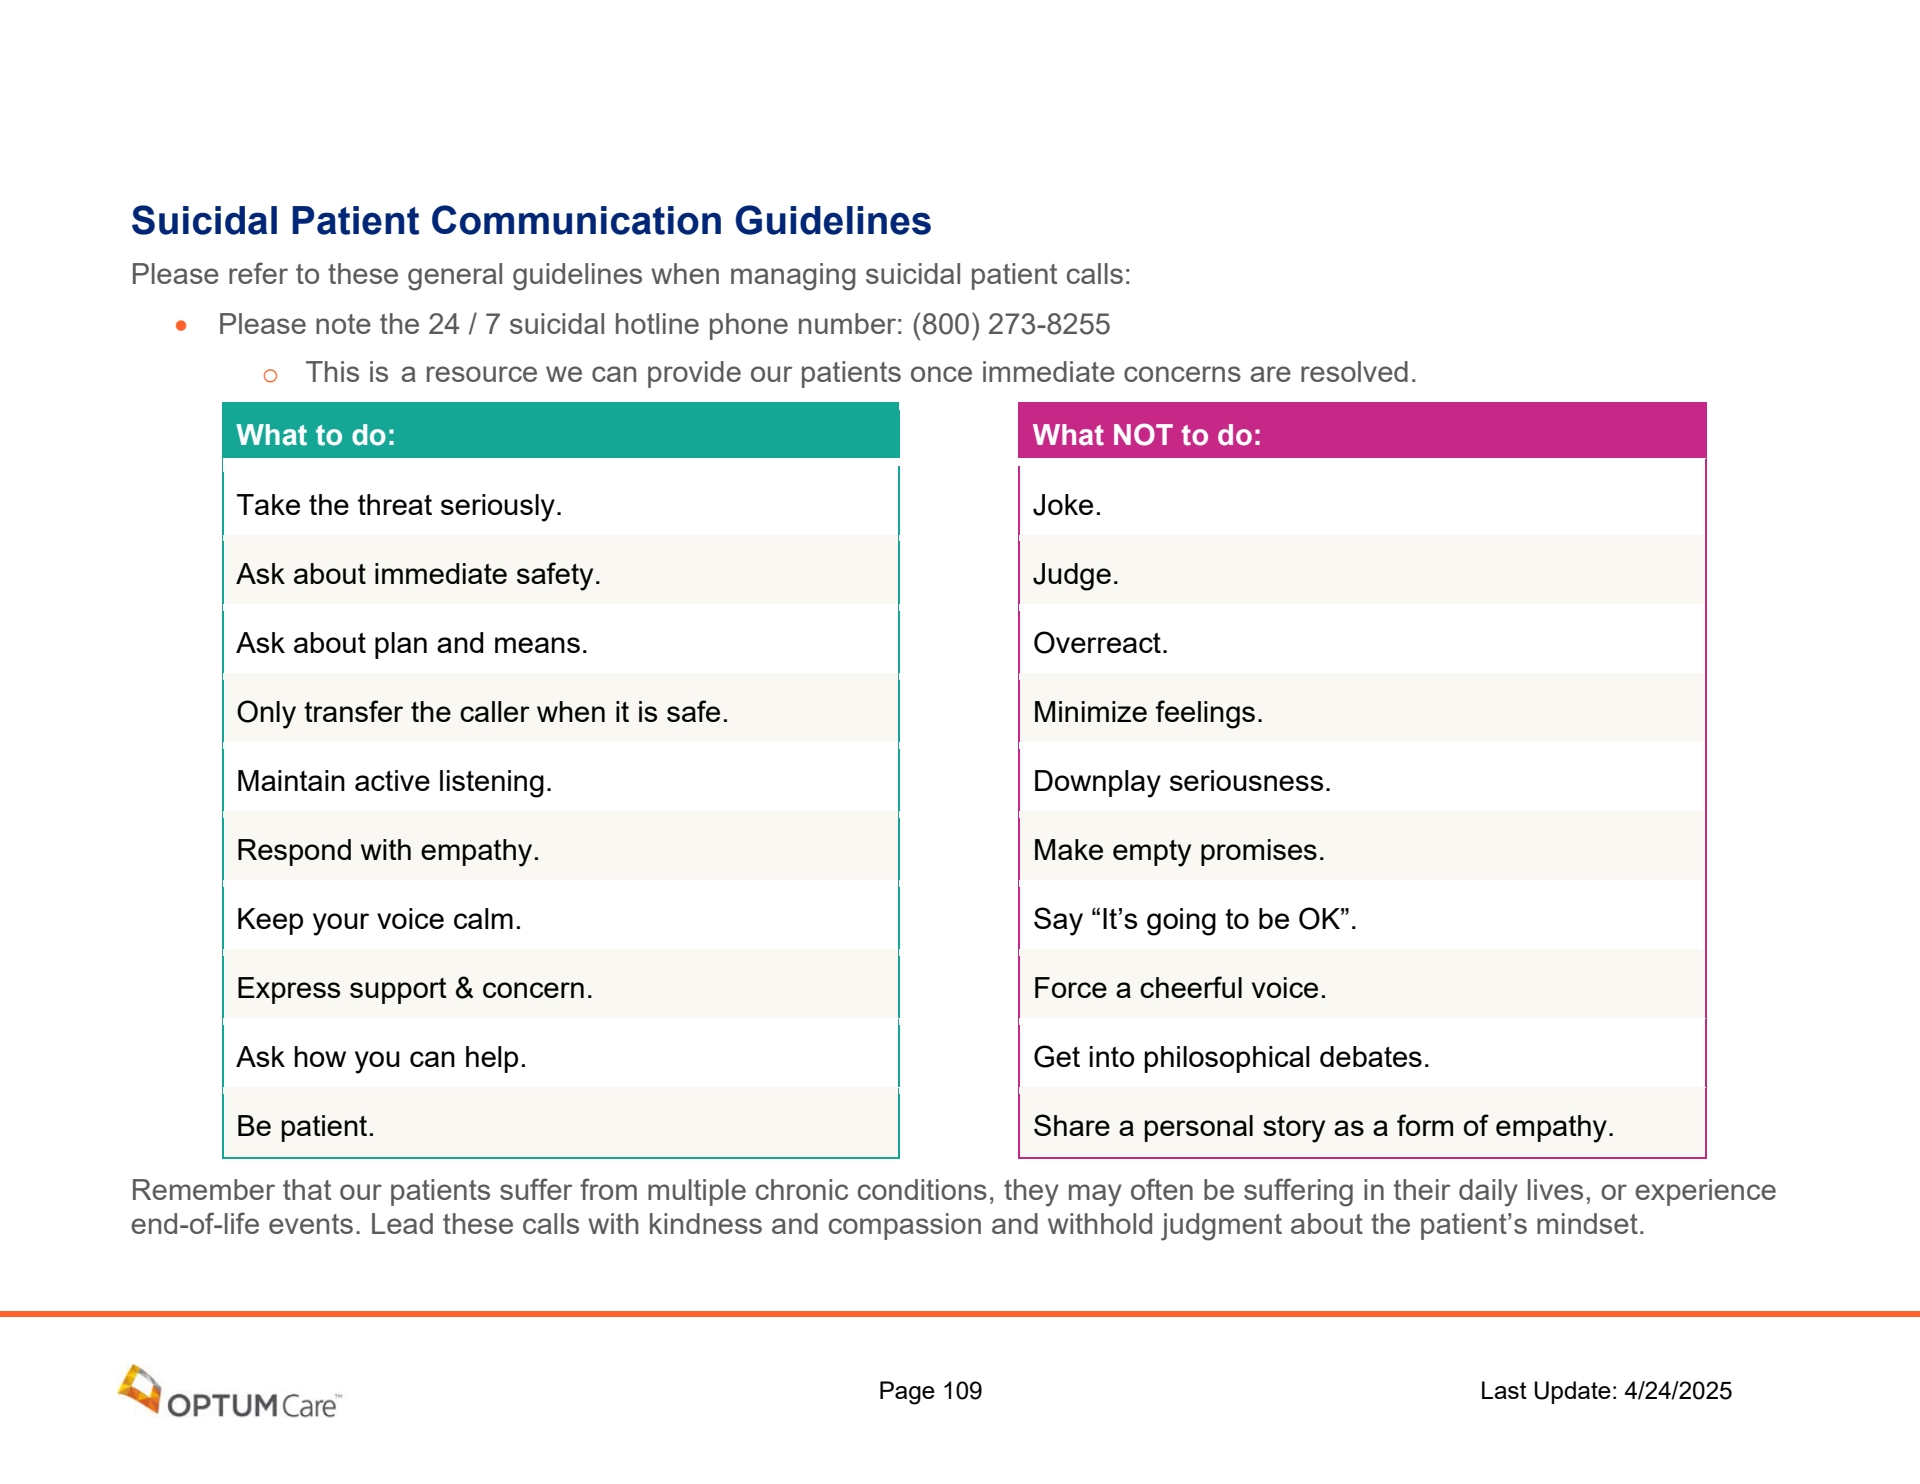 Suicidal Patient Communication Guidelines
Please refer to these general guidelines when managing suicidal patient calls:
• Please note the 24 / 7 suicidal hotline phone number: (800) 273-8255
o This is a resource we can provide our patients once immediate concerns are resolved.
What to do:
Take the threat seriously.
Ask about immediate safety.
Ask about plan and means.
Only transfer the caller when it is safe.
Maintain active listening.
Respond with empathy.
Keep your voice calm.
Express support & concern.
Ask how you can help.
Be patient.
What NOT to do:
Joke.
Judge.
Overreact.
Minimize feelings.
Downplay seriousness.
Make empty promises.
Say “It’s going to be OK”.
Force a cheerful voice.
Get into philosophical debates.
Share a personal story as a form of empathy.
Remember that our patients suffer from multiple chronic conditions, they may often be suffering in their daily lives, or experience
end-of-life events. Lead these calls with kindness and compassion and withhold judgment about the patient’s mindset.
OPTUM Care™
Page 109
Last Update: 4/24/2025